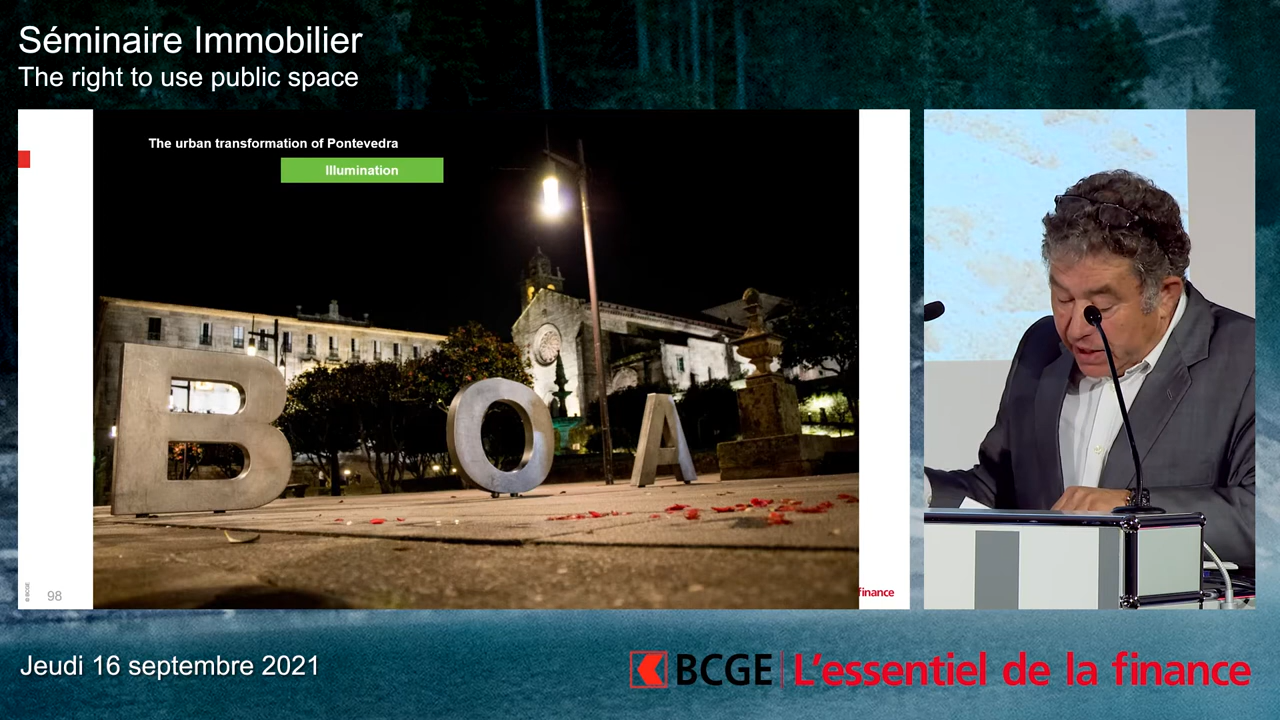 Séminaire Immobilier
The right to use public space
The urban transformation of Pontevedra
Illumination
B O A
© BCGE
98
finance
Jeudi 16 septembre 2021
BCGE L'essentiel de la finance